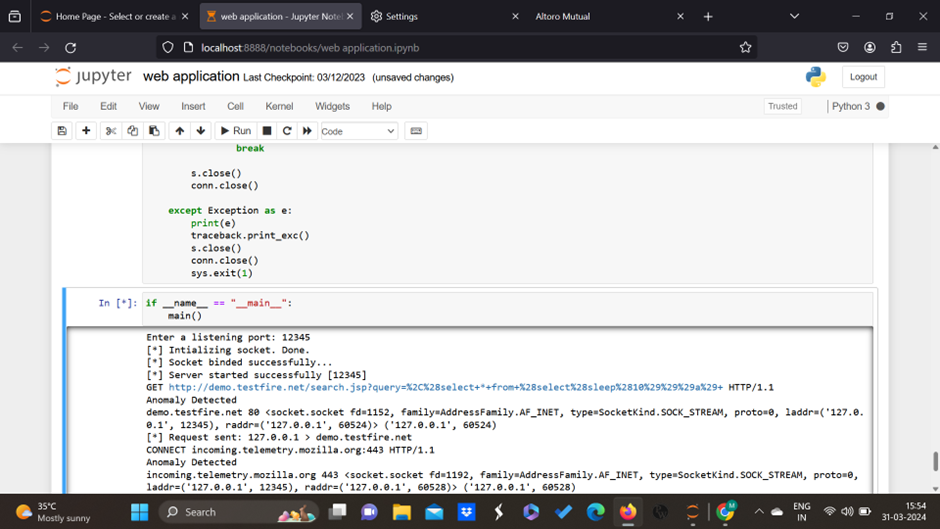 Home Page - Select or create a
web application - Jupyter Note
Settings
Altoro Mutual
localhost:8888/notebooks/web application.ipynb
jupyter web application Last Checkpoint: 03/12/2023 (unsaved changes)
Logout
File Edit View Insert Cell Kernel Widgets Help
Trusted
Python 3
Run
Code
break
s.close()
conn.close()
except Exception as e:
print(e)
traceback.print_exc()
s.close()
conn.close()
sys.exit(1)
In [*]: if __name__ == "__main__":
main()
Enter a listening port: 12345
[*] Intializing socket. Done.
[*] Socket binded successfully...
[*] Server started successfully [12345]
GET http://demo.testfire.net/search.jsp?query=%2C%28select+*+from+%28select%28sleep%2810%29%29%29a%29+ HTTP/1.1
Anomaly Detected
demo.testfire.net 80 <socket.socket fd=1152, family=AddressFamily.AF_INET, type=SocketKind.SOCK_STREAM, proto=0, laddr=('127.0.
0.1', 12345), raddr=('127.0.0.1', 60524)> ('127.0.0.1', 60524)
[*] Request sent: 127.0.0.1 > demo.testfire.net
CONNECT incoming.telemetry.mozilla.org:443 HTTP/1.1
Anomaly Detected
incoming.telemetry.mozilla.org 443 <socket.socket fd=1192, family=AddressFamily.AF_INET, type=SocketKind.SOCK_STREAM, proto=0,
laddr=('127.0.0.1', 12345), raddr=('127.0.0.1', 60528)> ('127.0.0.1', 60528)
35°C
Mostly sunny
Search
ENG
IN
15:54
31-03-2024